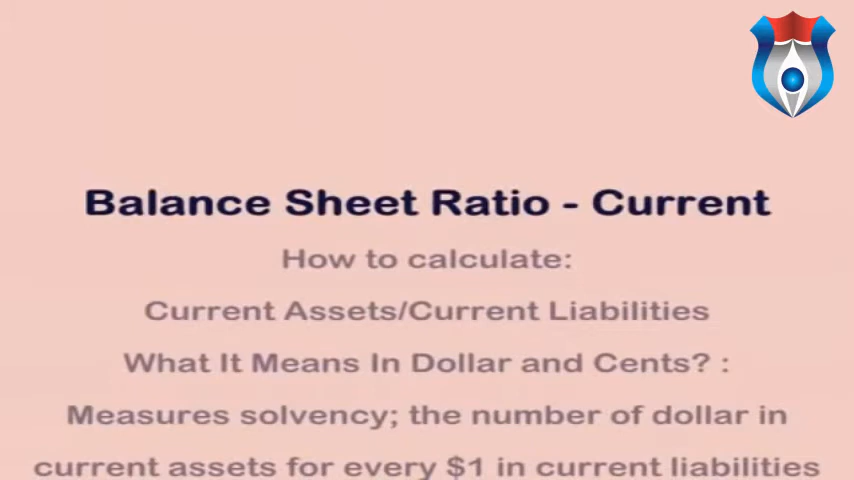 Balance Sheet Ratio - Current
How to calculate:
Current Assets/Current Liabilities
What It Means In Dollar and Cents? :
Measures solvency; the number of dollar in
current assets for every $1 in current liabilities